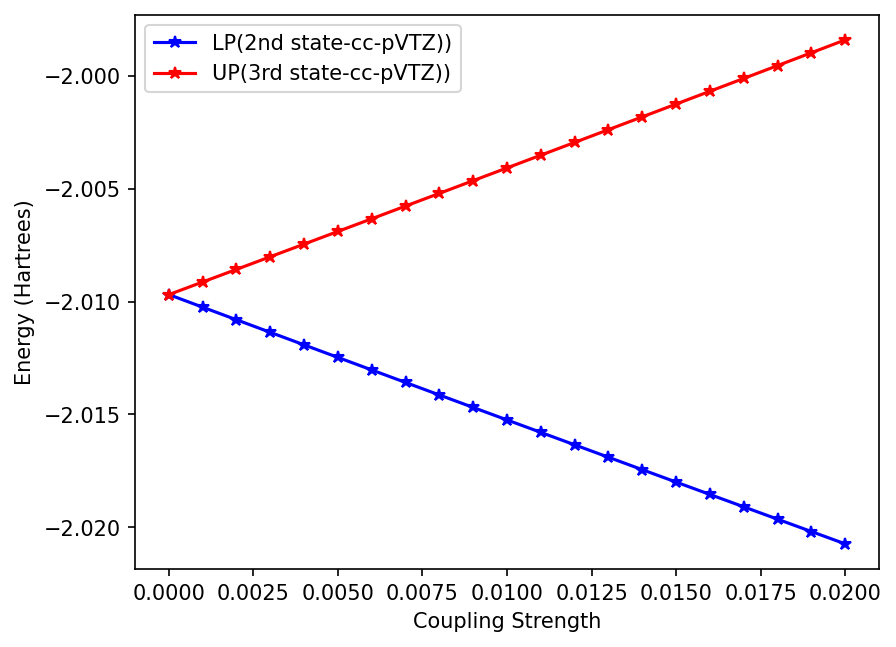 LP(2nd state-cc-pVTZ))
UP(3rd state-cc-pVTZ))
−2.000
−2.005
−2.010
−2.015
−2.020
Energy (Hartrees)
0.0000 0.0025 0.0050 0.0075 0.0100 0.0125 0.0150 0.0175 0.0200
Coupling Strength